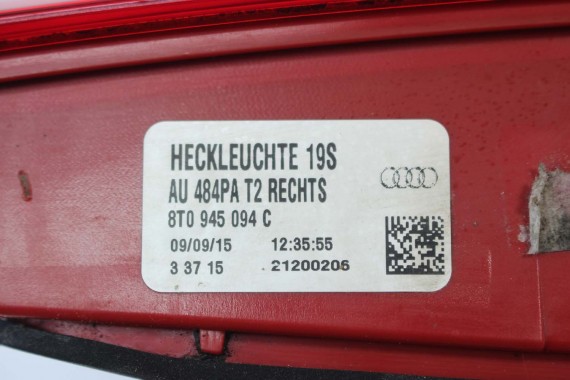 HECKLEUCHTE 19S
AU 484PA T2 RECHTS
8T0 945 094 C
09/09/15 12:35:55
3 37 15 21200206